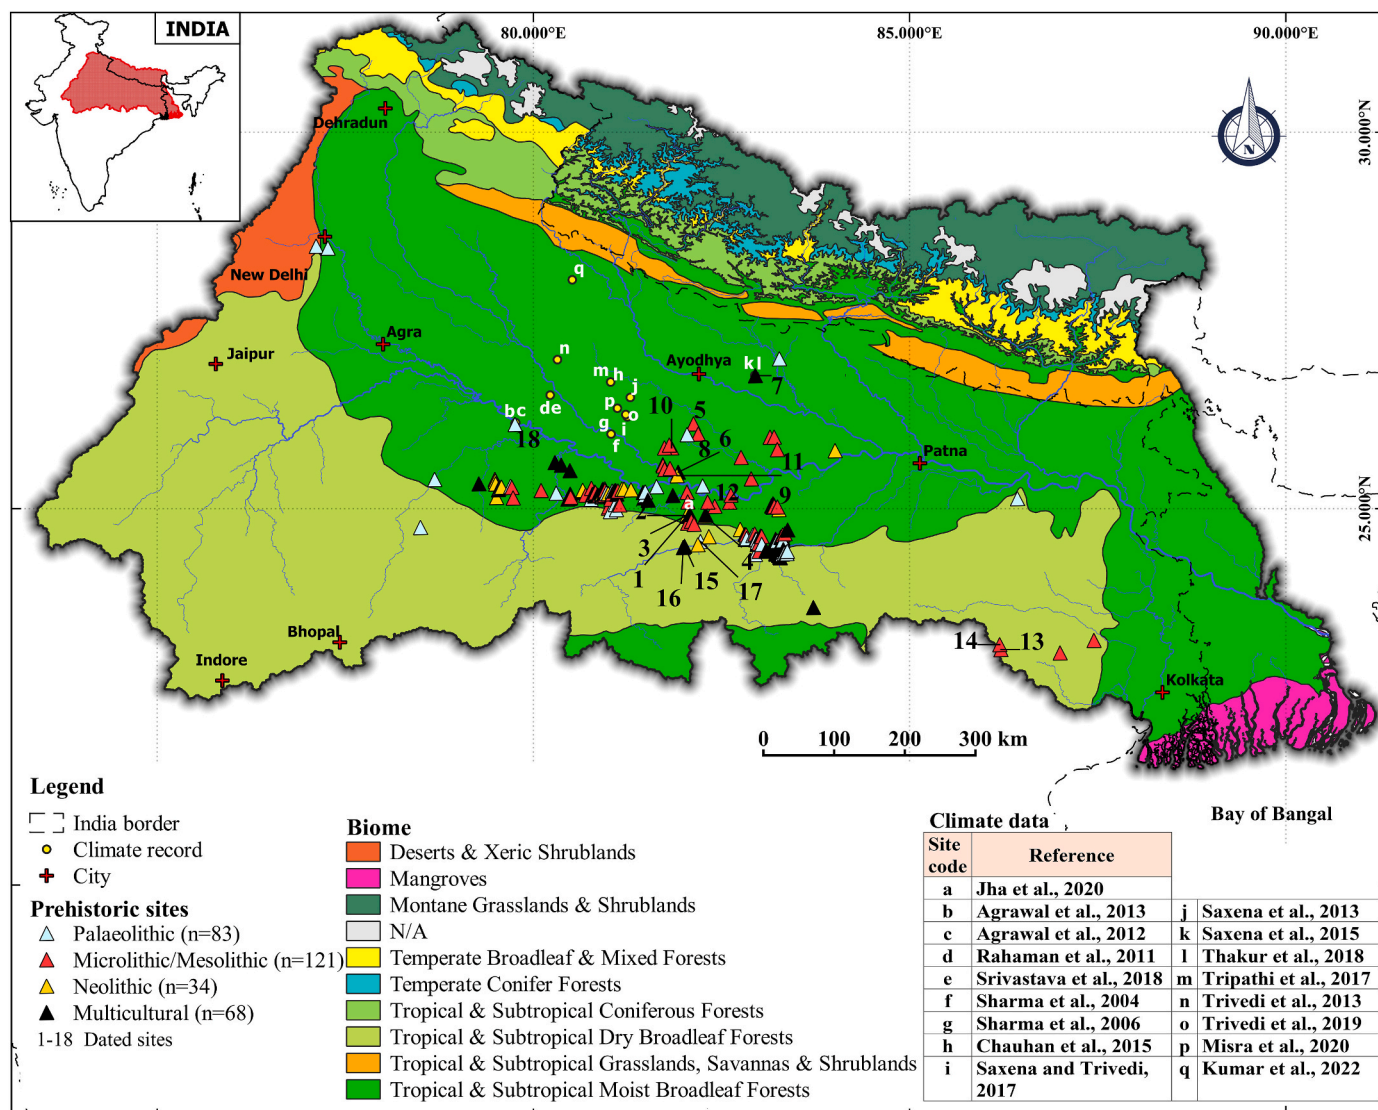 INDIA
80.000°E
85.000°E
90.000°E
30.000°N
25.000°N
N
Dehradun
New Delhi
Jaipur
Agra
Ayodhya
Patna
Bhopal
Indore
Kolkata
q
n
m
h
j
d e
p
o
g
i
f
b c
18
k l
7
10
5
8
6
11
12
9
2
a
3
1
4
16
15
17
14
13
0 100 200 300 km
Bay of Bangal
Legend
India border
Climate record
City
Prehistoric sites
Palaeolithic (n=83)
Microlithic/Mesolithic (n=121)
Neolithic (n=34)
Multicultural (n=68)
1-18 Dated sites
Biome
Deserts & Xeric Shrublands
Mangroves
Montane Grasslands & Shrublands
N/A
Temperate Broadleaf & Mixed Forests
Temperate Conifer Forests
Tropical & Subtropical Coniferous Forests
Tropical & Subtropical Dry Broadleaf Forests
Tropical & Subtropical Grasslands, Savannas & Shrublands
Tropical & Subtropical Moist Broadleaf Forests
Climate data
Site code Reference
a Jha et al., 2020
b Agrawal et al., 2013 j Saxena et al., 2013
c Agrawal et al., 2012 k Saxena et al., 2015
d Rahaman et al., 2011 l Thakur et al., 2018
e Srivastava et al., 2018 m Tripathi et al., 2017
f Sharma et al., 2004 n Trivedi et al., 2013
g Sharma et al., 2006 o Trivedi et al., 2019
h Chauhan et al., 2015 p Misra et al., 2020
i Saxena and Trivedi, 2017 q Kumar et al., 2022